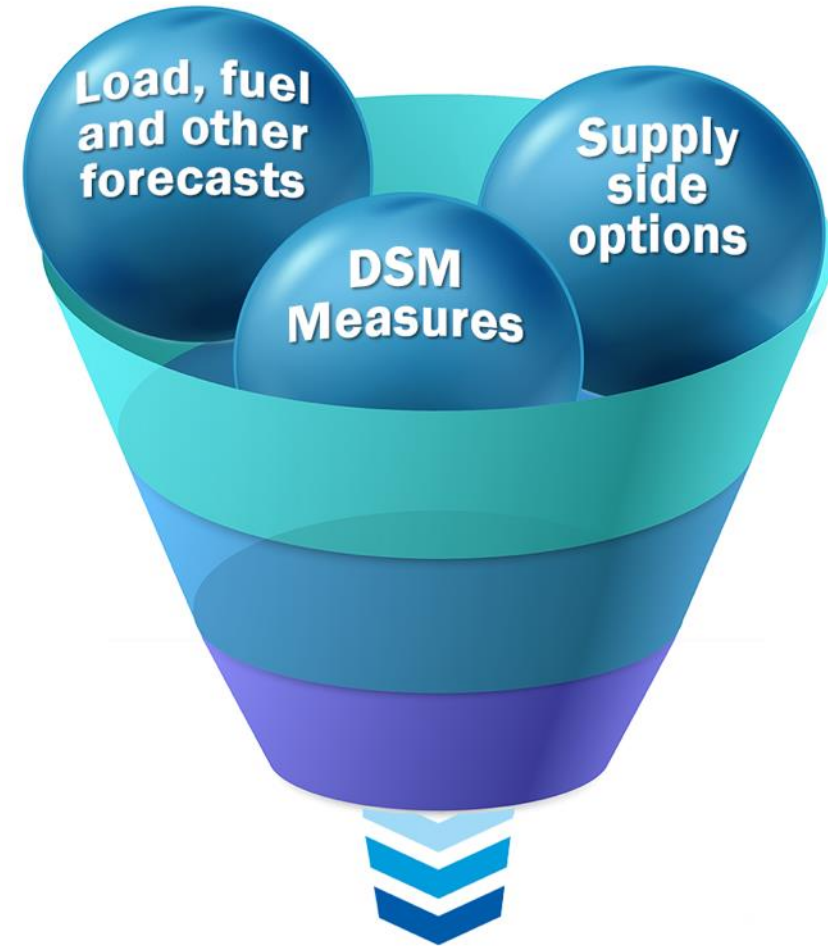 Load, fuel
and other
forecasts
Supply
side
options
DSM
Measures